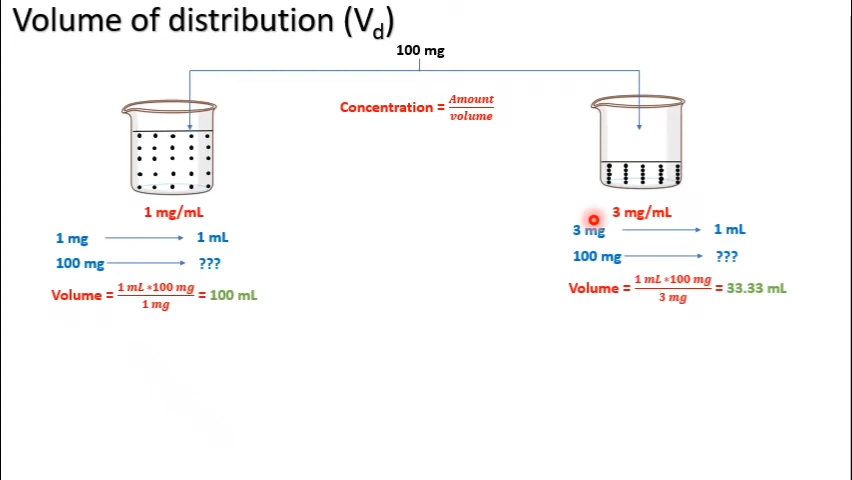 Volume of distribution (Vd)
100 mg
Concentration = Amount / volume
1 mg/mL
1 mg 1 mL
100 mg ???
Volume = 1 mL *100 mg / 1 mg = 100 mL
3 mg/mL
3 mg 1 mL
100 mg ???
Volume = 1 mL *100 mg / 3 mg = 33.33 mL